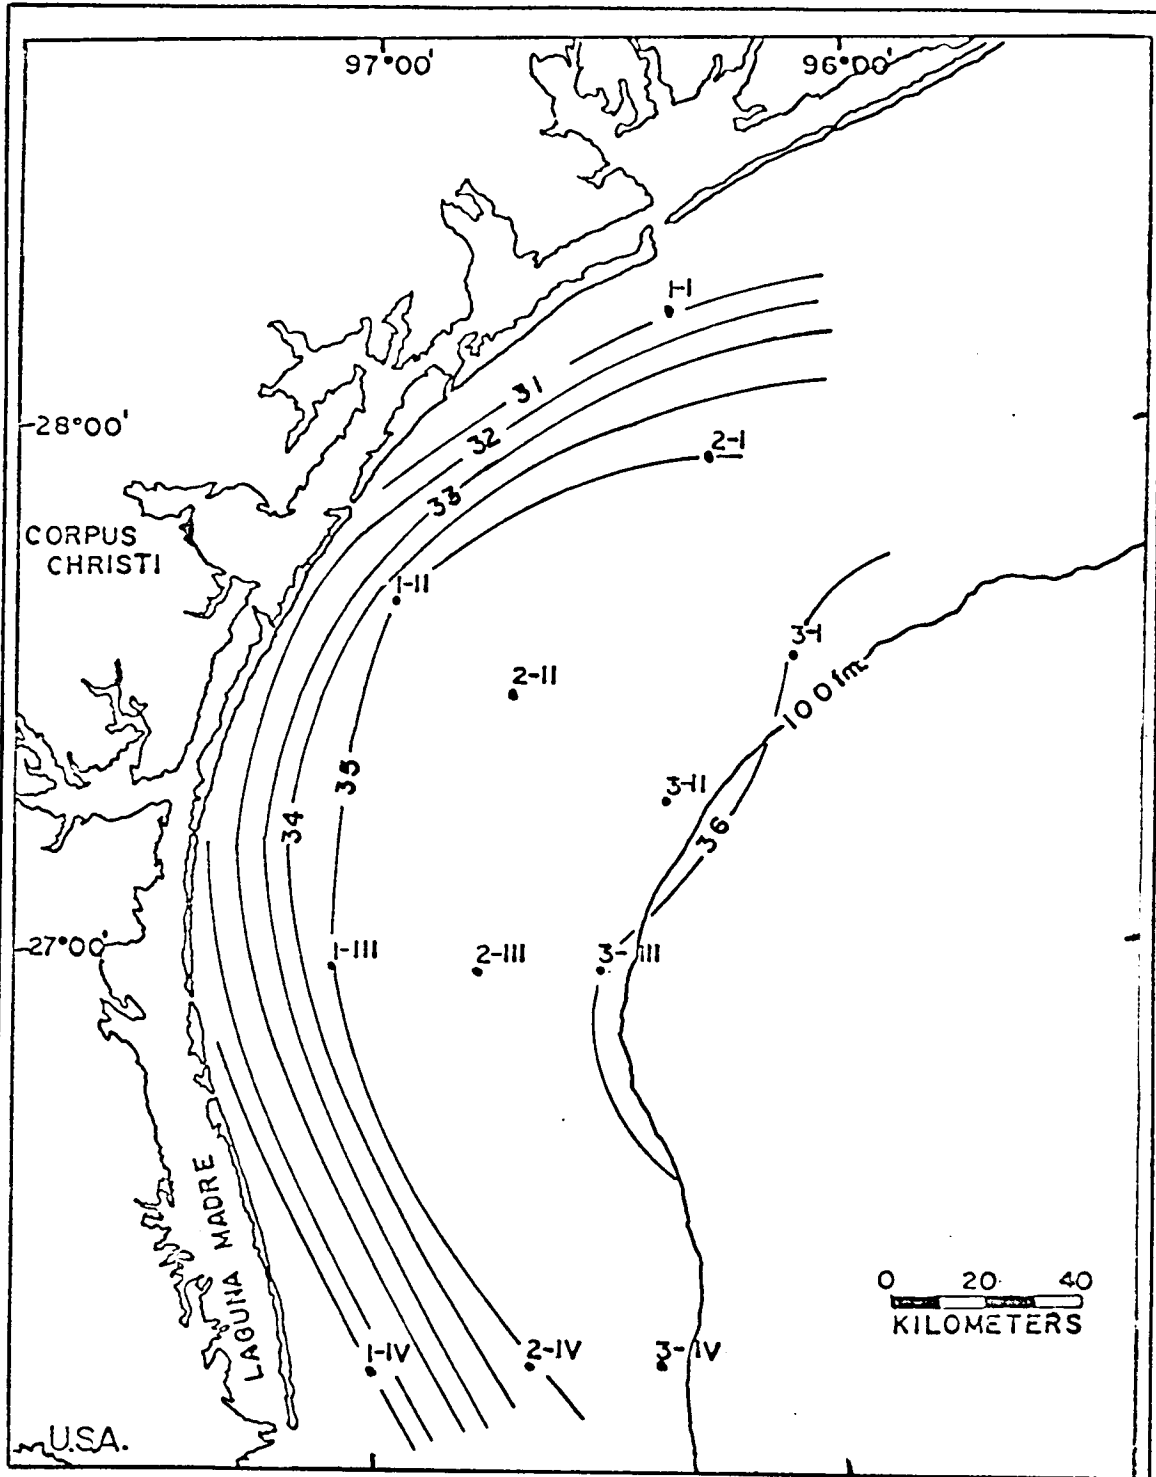 97°00'
96°00'
1-I
31
28°00'
32
2-I
33
CORPUS
CHRISTI
1-II
3-I
2-II
100 fm.
35
3-II
34
36
27°00'
1-III
2-III
3-III
LAGUNA MADRE
0 20 40
KILOMETERS
1-IV
2-IV
3-IV
U.S.A.